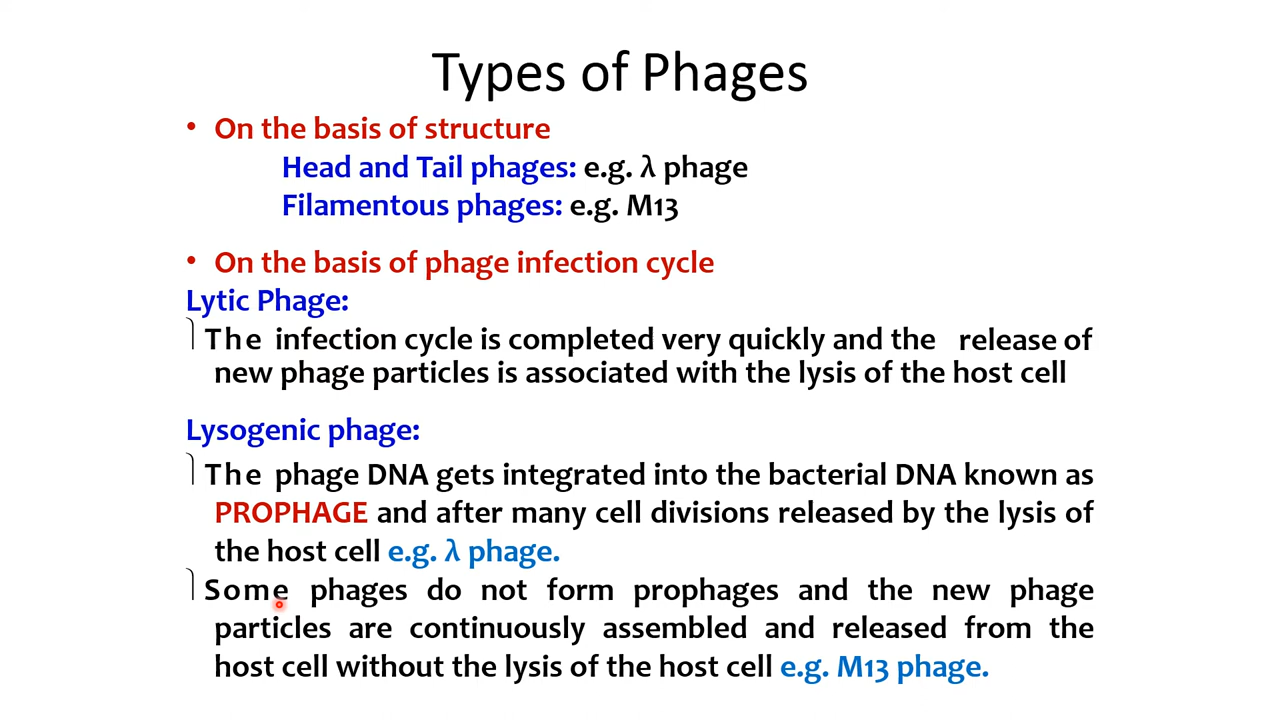 Types of Phages
• On the basis of structure
Head and Tail phages: e.g. λ phage
Filamentous phages: e.g. M13
• On the basis of phage infection cycle
Lytic Phage:
The infection cycle is completed very quickly and the release of
new phage particles is associated with the lysis of the host cell
Lysogenic phage:
The phage DNA gets integrated into the bacterial DNA known as
PROPHAGE and after many cell divisions released by the lysis of
the host cell e.g. λ phage.
Some phages do not form prophages and the new phage
particles are continuously assembled and released from the
host cell without the lysis of the host cell e.g. M13 phage.